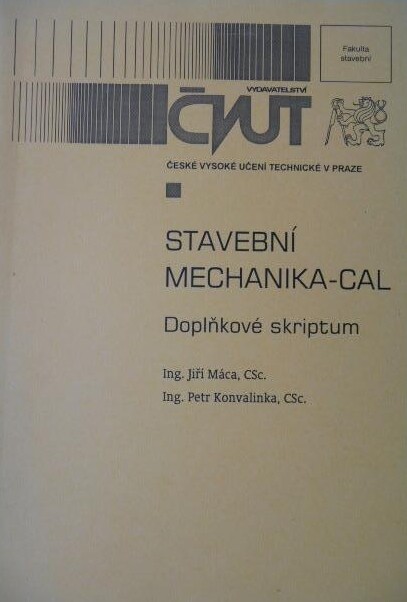 Fakulta
stavební
VYDAVATELSTVÍ
ČVUT
ČESKÉ VYSOKÉ UČENÍ TECHNICKÉ V PRAZE
STAVEBNÍ
MECHANIKA-CAL
Doplňkové skriptum
Ing. Jiří Máca, CSc.
Ing. Petr Konvalinka, CSc.